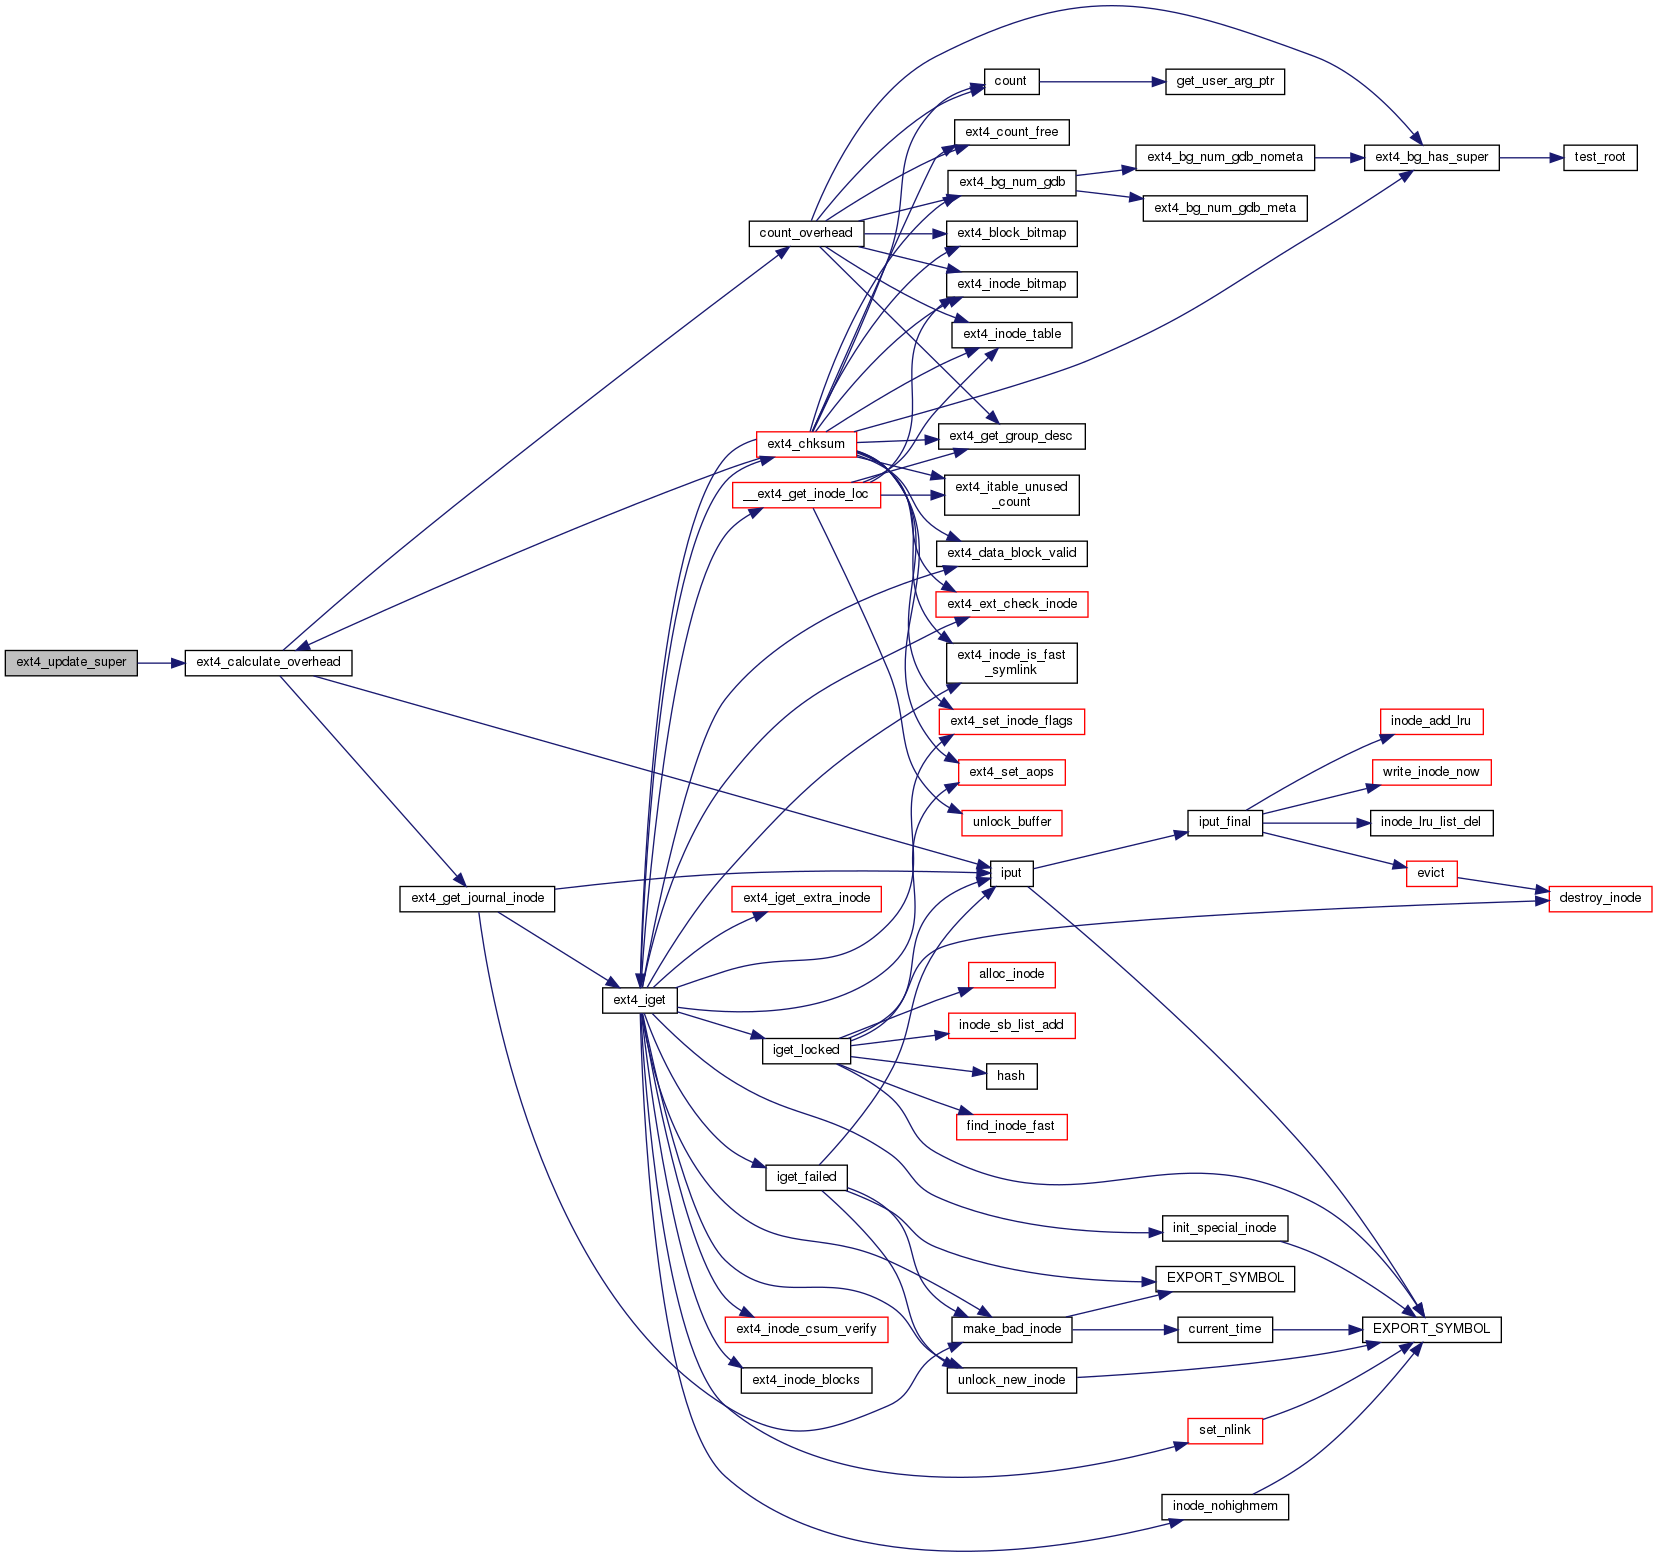 count
get_user_arg_ptr
ext4_count_free
ext4_bg_num_gdb_nometa
ext4_bg_has_super
test_root
ext4_bg_num_gdb
ext4_bg_num_gdb_meta
count_overhead
ext4_block_bitmap
ext4_inode_bitmap
ext4_inode_table
ext4_chksum
ext4_get_group_desc
__ext4_get_inode_loc
ext4_itable_unused
_count
ext4_data_block_valid
ext4_ext_check_inode
ext4_update_super
ext4_calculate_overhead
ext4_inode_is_fast
_symlink
ext4_set_inode_flags
inode_add_lru
ext4_set_aops
write_inode_now
unlock_buffer
iput_final
inode_lru_list_del
iput
evict
ext4_get_journal_inode
ext4_iget_extra_inode
destroy_inode
alloc_inode
ext4_iget
inode_sb_list_add
iget_locked
hash
find_inode_fast
iget_failed
init_special_inode
EXPORT_SYMBOL
ext4_inode_csum_verify
make_bad_inode
current_time
EXPORT_SYMBOL
ext4_inode_blocks
unlock_new_inode
set_nlink
inode_nohighmem